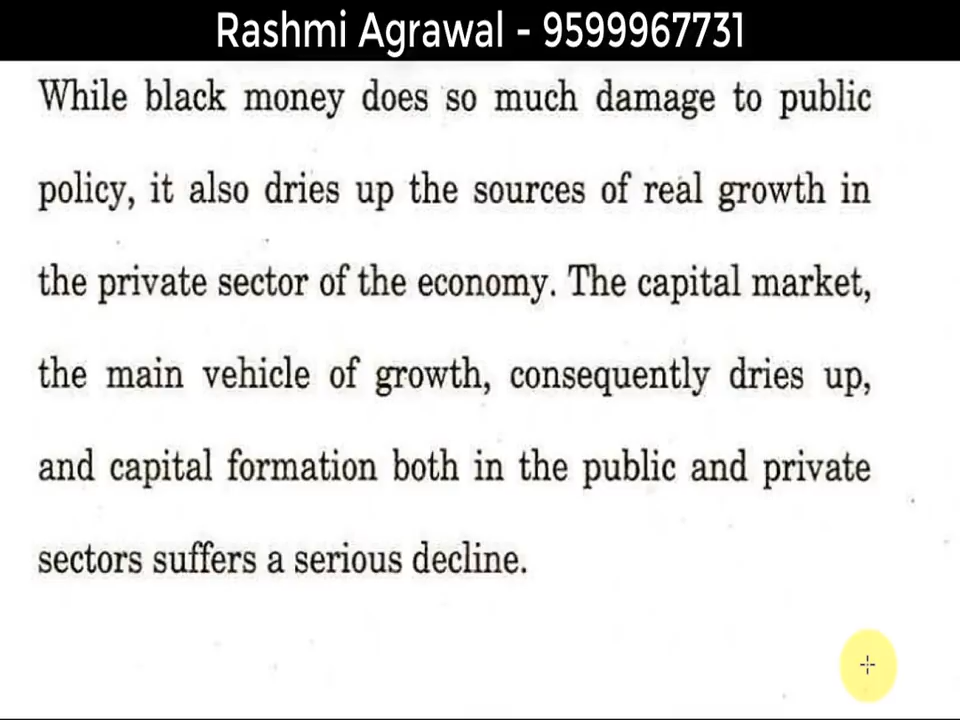 Rashmi Agrawal - 9599967731
While black money does so much damage to public
policy, it also dries up the sources of real growth in
the private sector of the economy. The capital market,
the main vehicle of growth, consequently dries up,
and capital formation both in the public and private
sectors suffers a serious decline.